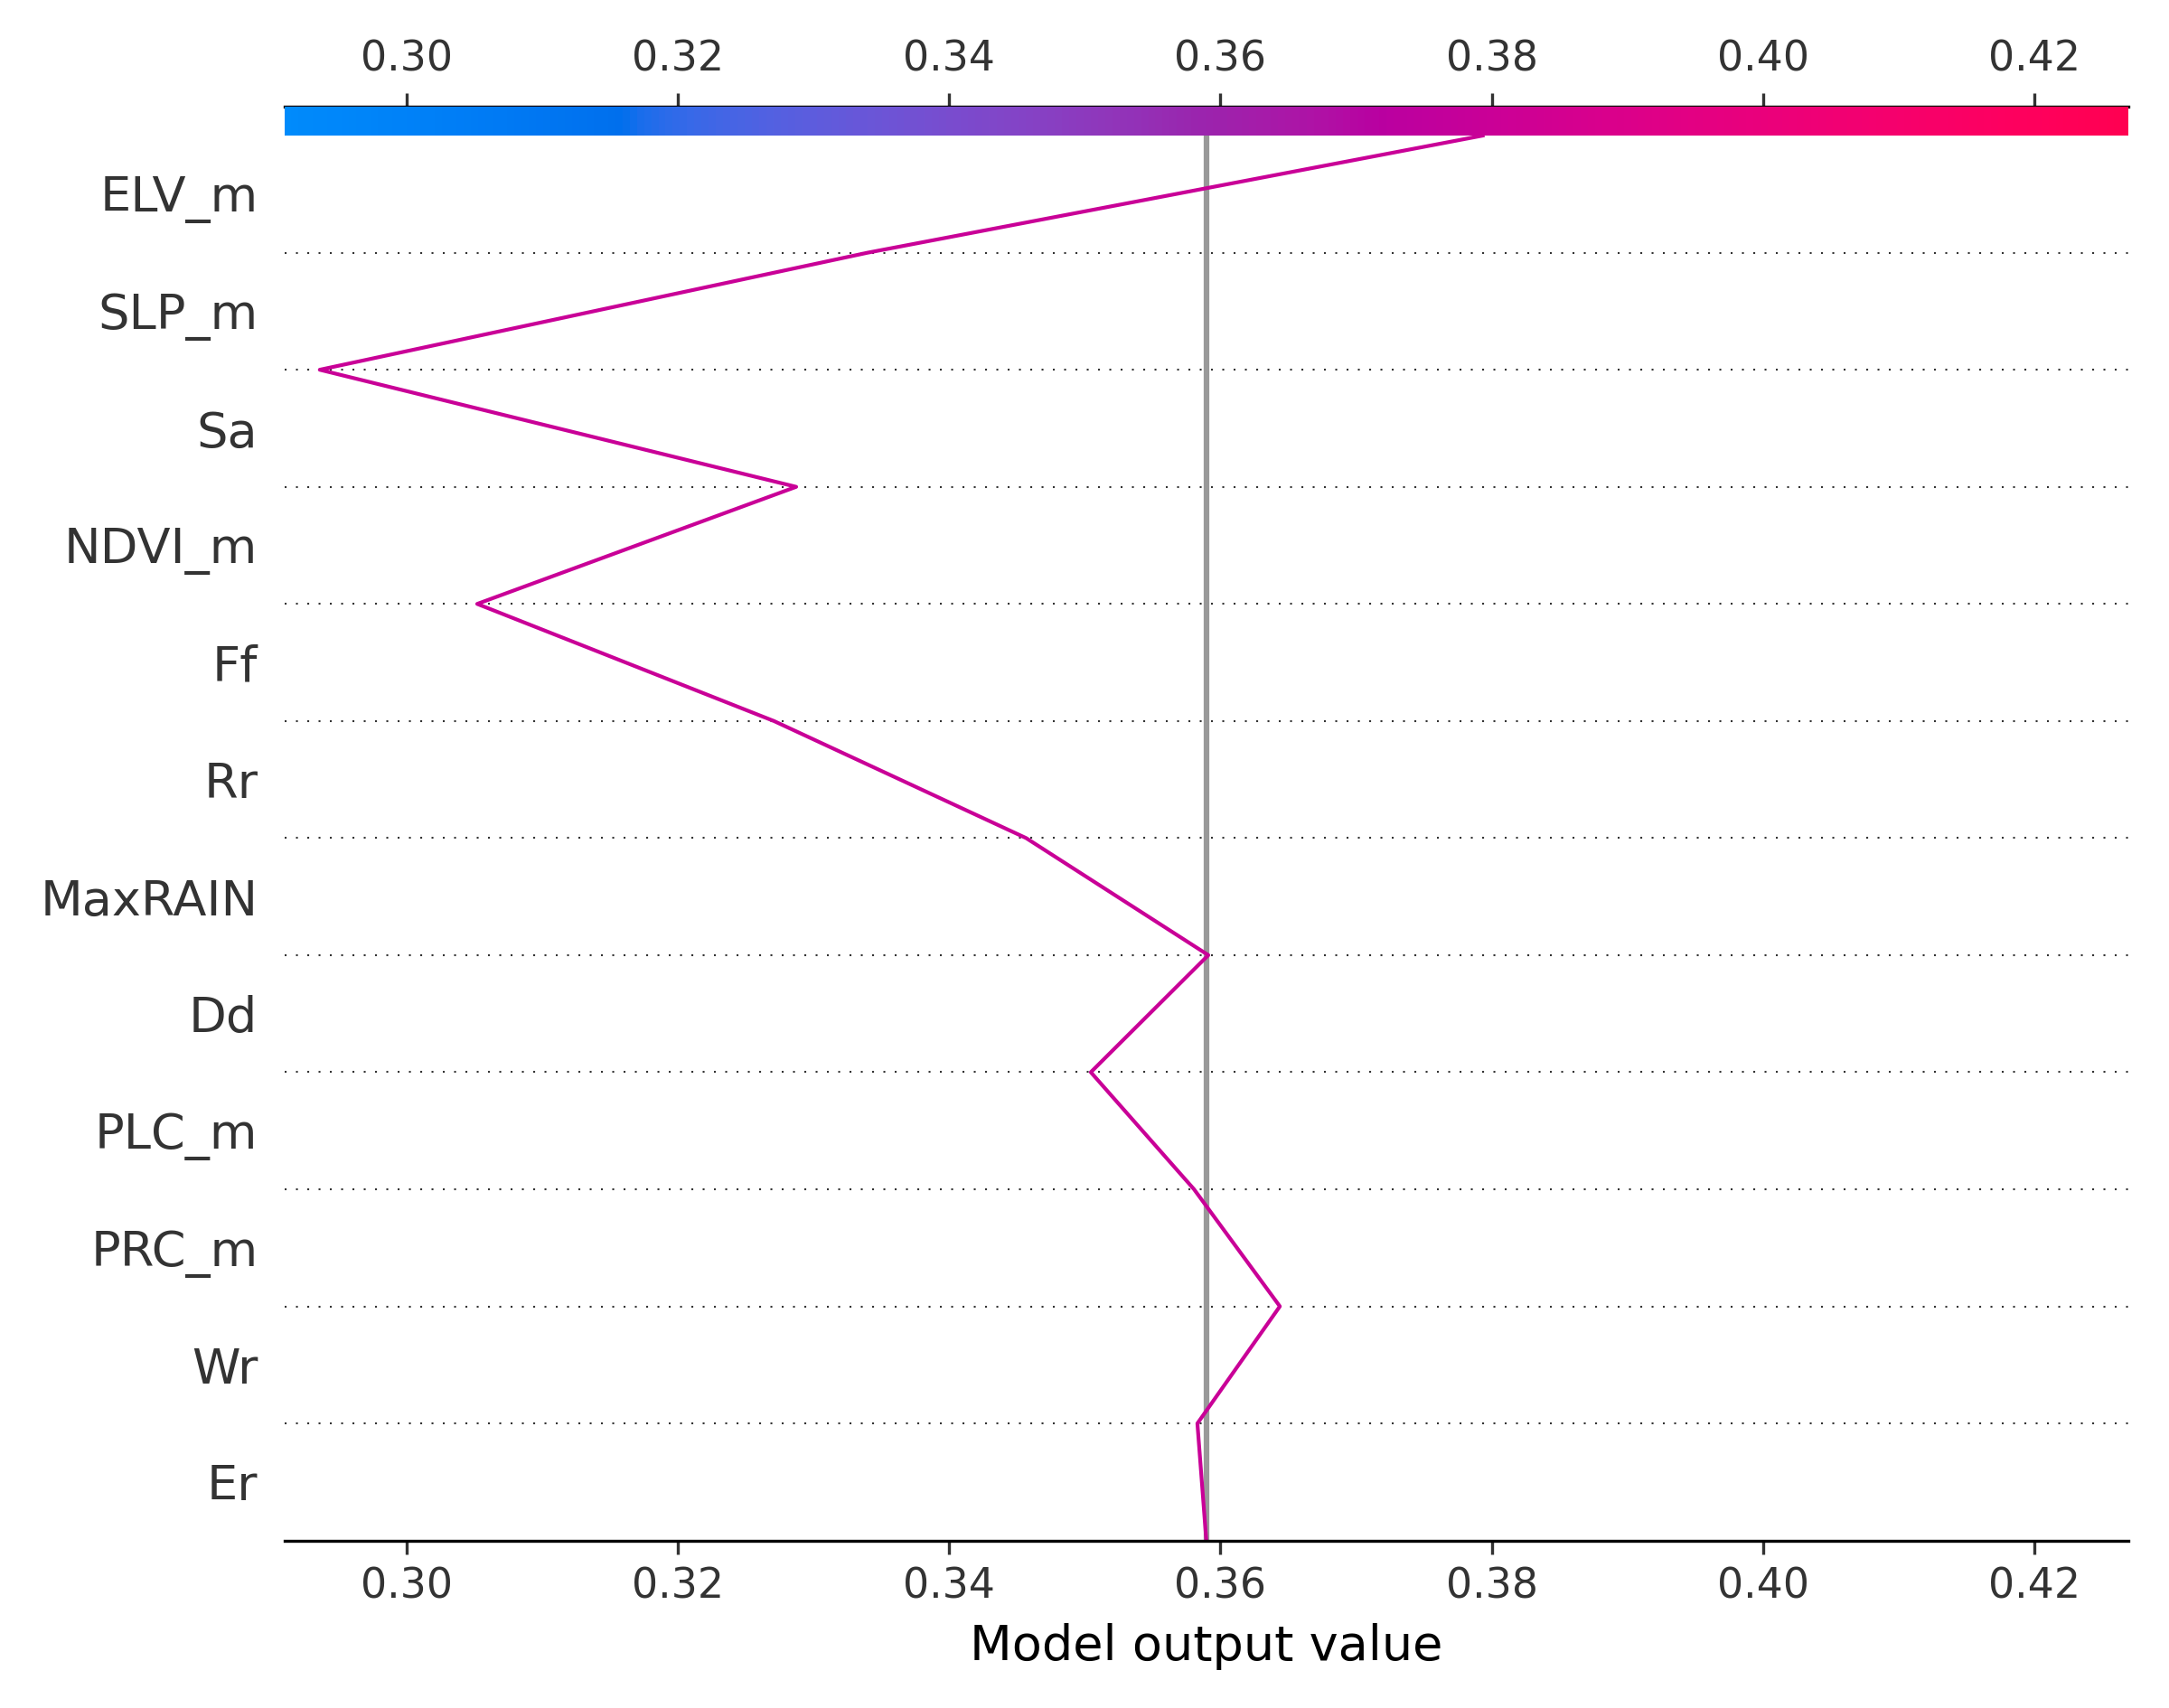 0.30 0.32 0.34 0.36 0.38 0.40 0.42
ELV_m
SLP_m
Sa
NDVI_m
Ff
Rr
MaxRAIN
Dd
PLC_m
PRC_m
Wr
Er
0.30 0.32 0.34 0.36 0.38 0.40 0.42
Model output value